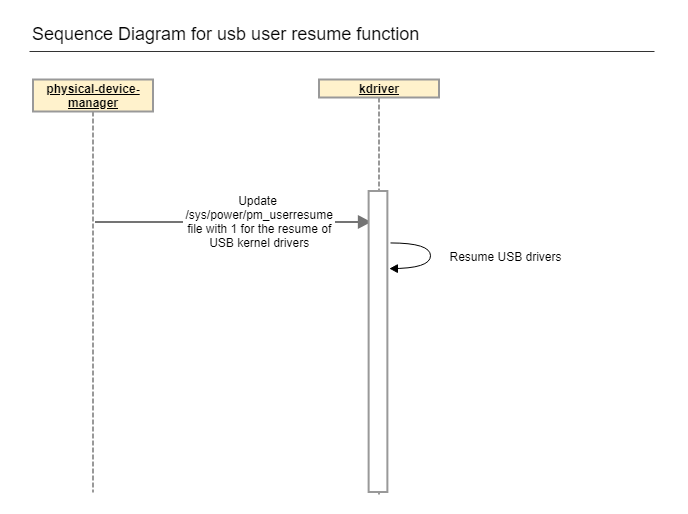 Sequence Diagram for usb user resume function
physical-device-
manager
kdriver
Update
/sys/power/pm_userresume
file with 1 for the resume of
USB kernel drivers
Resume USB drivers